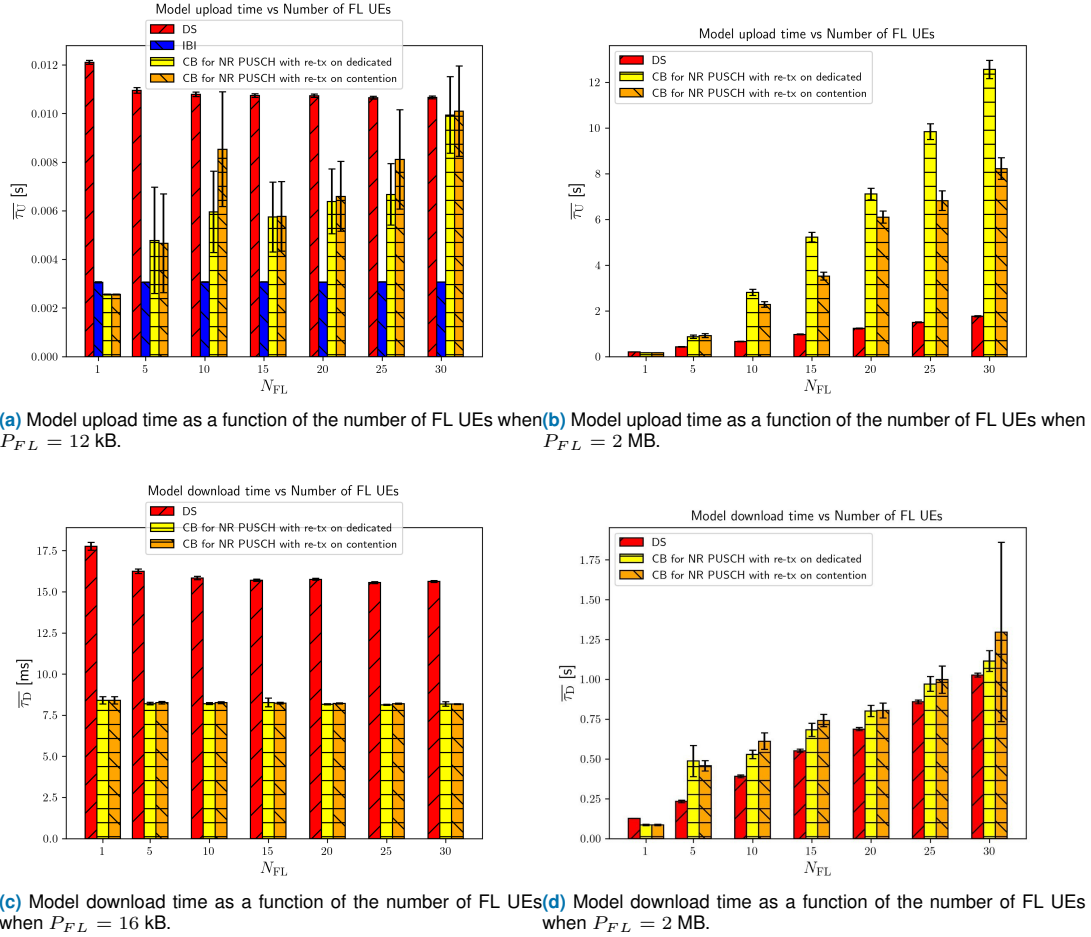 Model upload time vs Number of FL UEs
DS
IBI
CB for NR PUSCH with re-tx on dedicated
CB for NR PUSCH with re-tx on contention
0.012
0.010
0.008
0.006
0.004
0.002
0.000
τ̅_U [s]
1 5 10 15 20 25 30
N_FL
(a) Model upload time as a function of the number of FL UEs when
P_FL = 12 kB.
Model upload time vs Number of FL UEs
DS
CB for NR PUSCH with re-tx on dedicated
CB for NR PUSCH with re-tx on contention
12
10
8
6
4
2
0
τ̅_U [s]
1 5 10 15 20 25 30
N_FL
(b) Model upload time as a function of the number of FL UEs when
P_FL = 2 MB.
Model download time vs Number of FL UEs
DS
CB for NR PUSCH with re-tx on dedicated
CB for NR PUSCH with re-tx on contention
17.5
15.0
12.5
10.0
7.5
5.0
2.5
0.0
τ̅_D [ms]
1 5 10 15 20 25 30
N_FL
(c) Model download time as a function of the number of FL UEs
when P_FL = 16 kB.
Model download time vs Number of FL UEs
DS
CB for NR PUSCH with re-tx on dedicated
CB for NR PUSCH with re-tx on contention
1.75
1.50
1.25
1.00
0.75
0.50
0.25
0.00
τ̅_D [s]
1 5 10 15 20 25 30
N_FL
(d) Model download time as a function of the number of FL UEs
when P_FL = 2 MB.